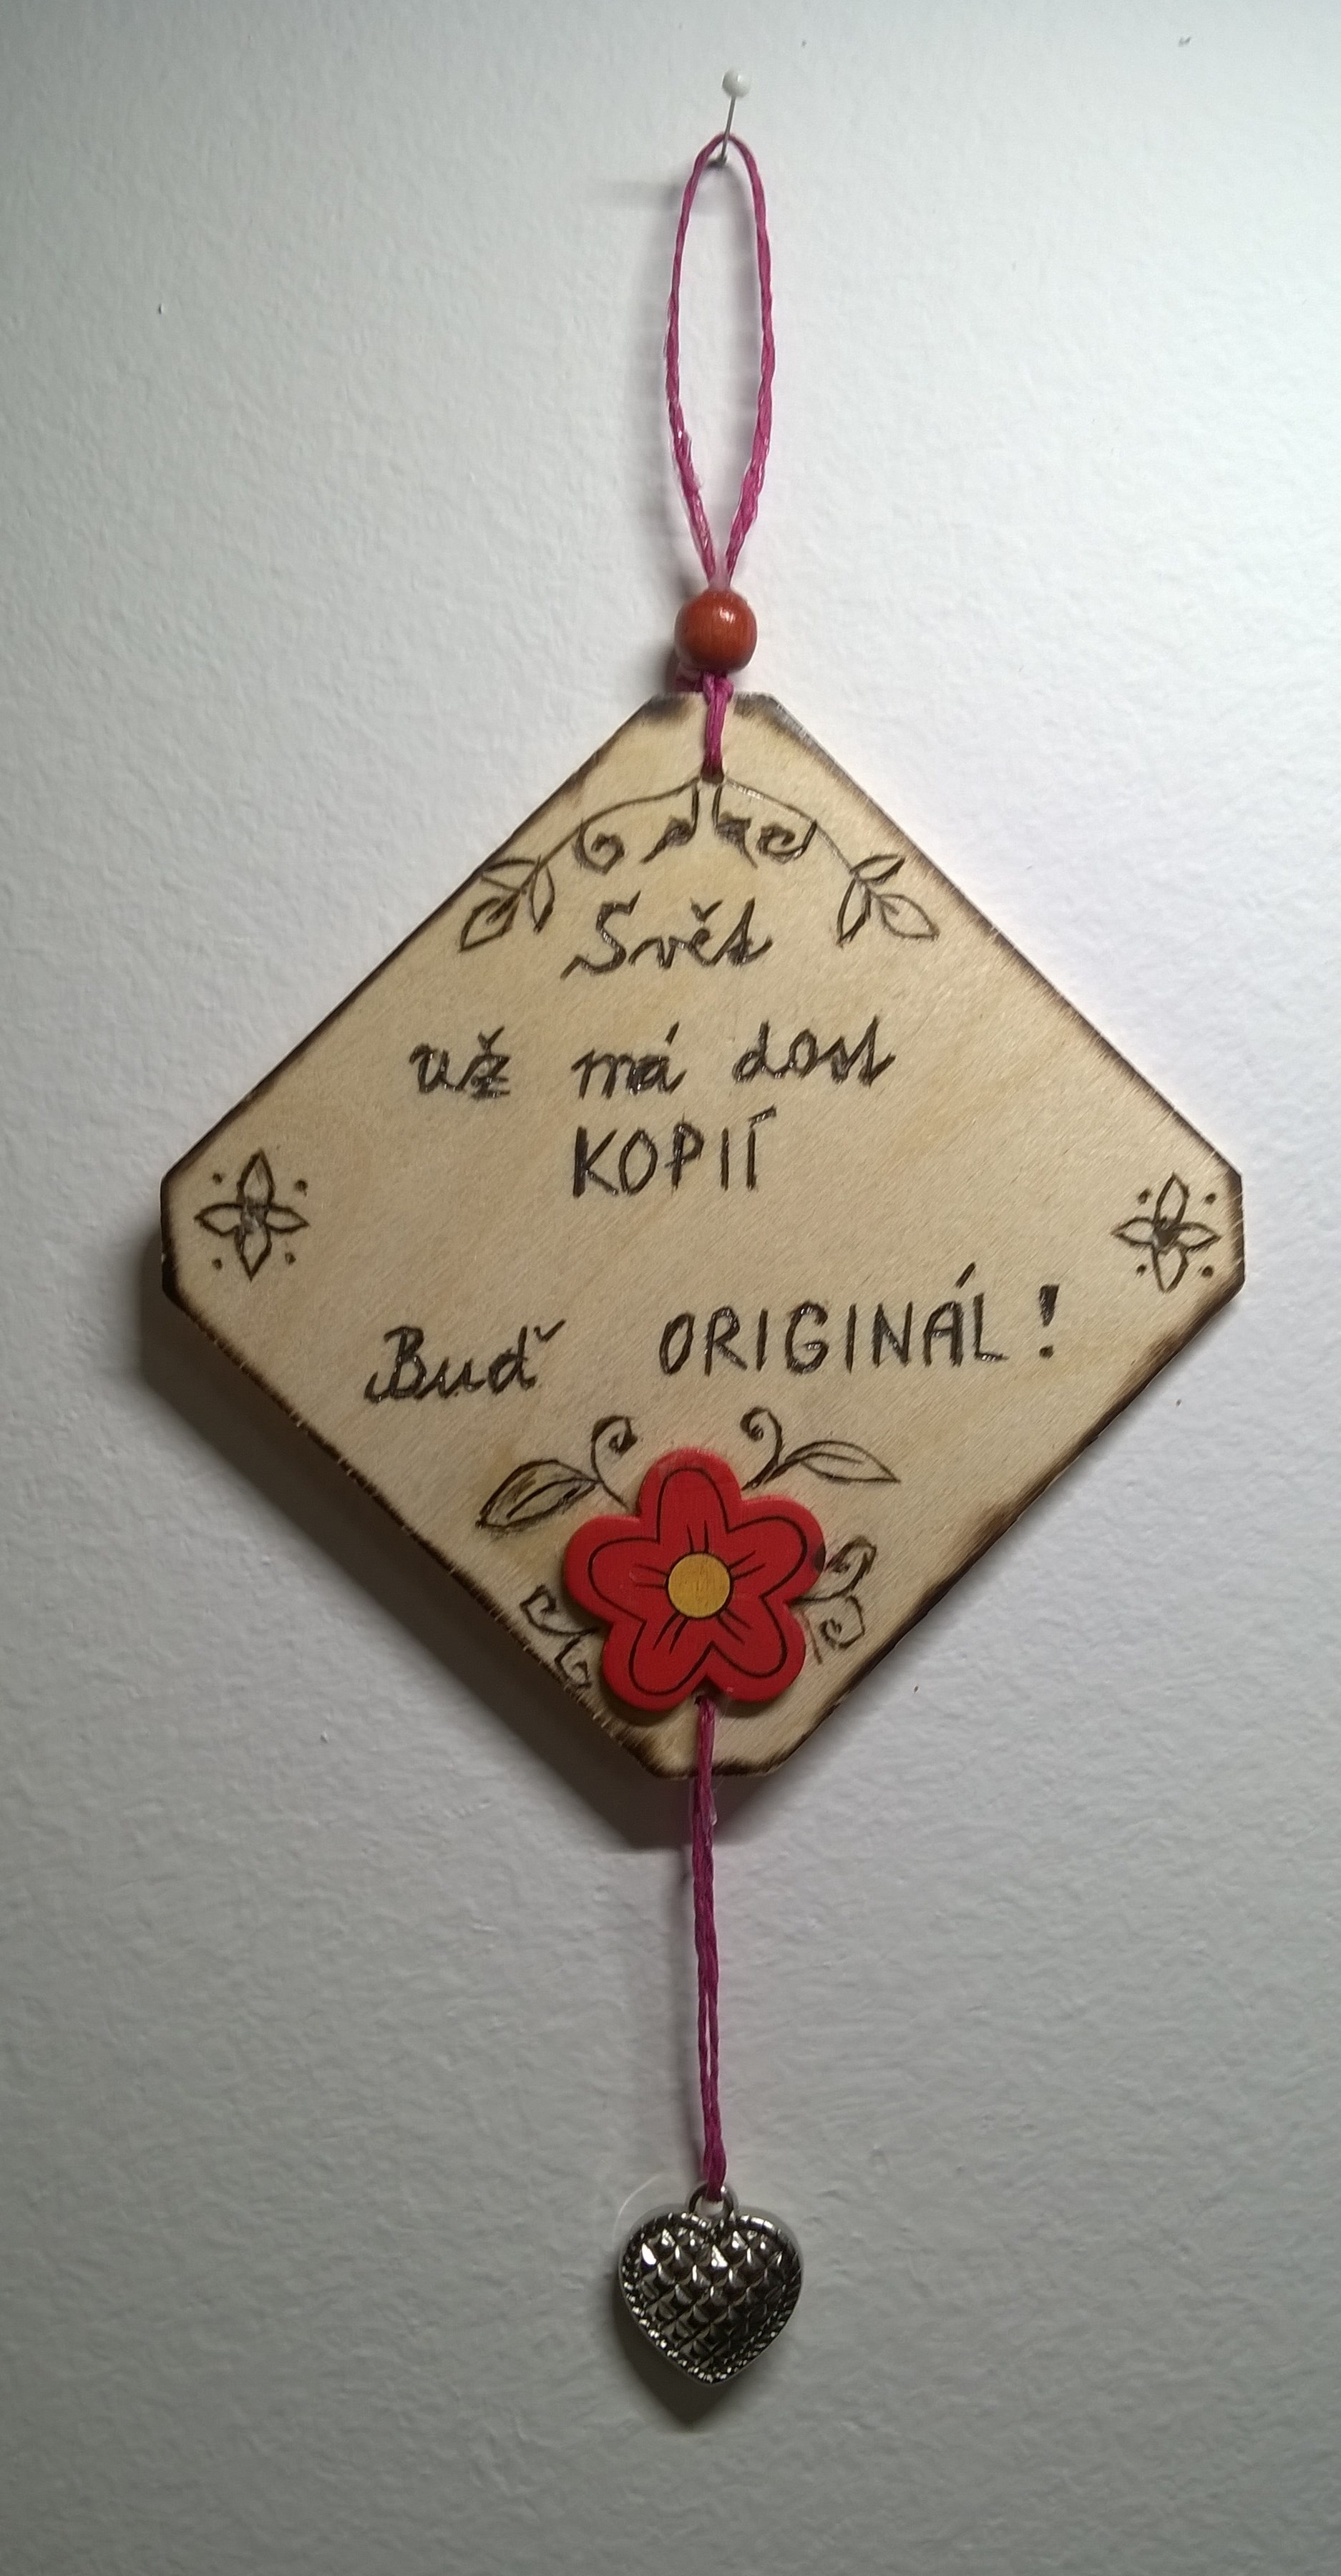 Svět
už má dost
KOPIÍ
Buď ORIGINÁL!